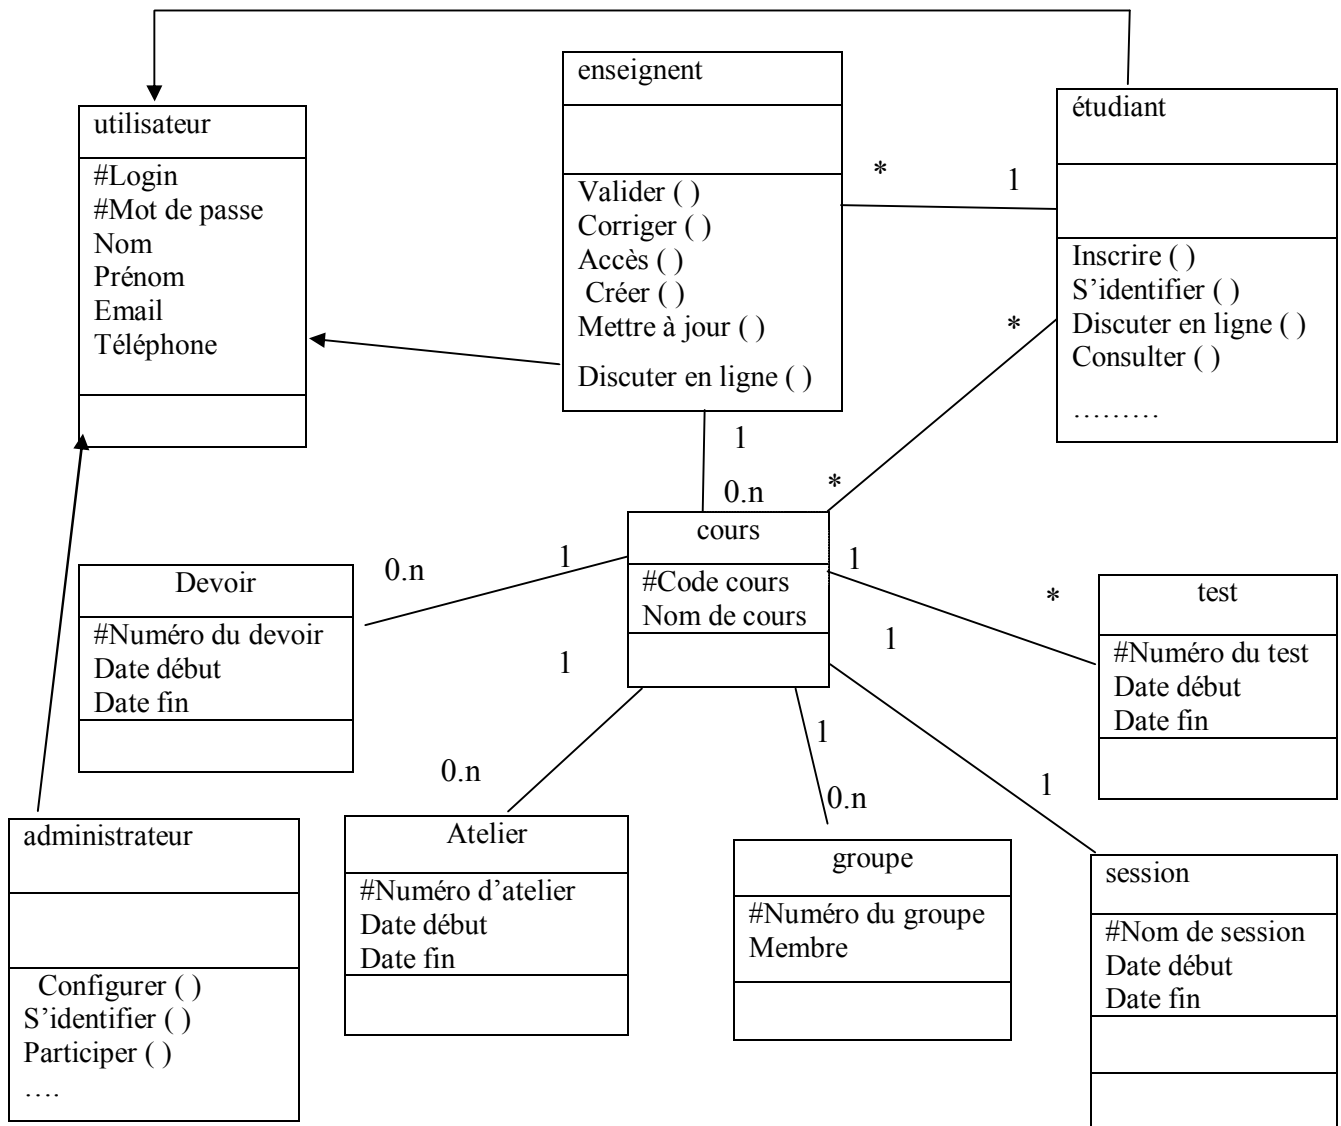 enseignent
Valider ( )
Corriger ( )
Accès ( )
Créer ( )
Mettre à jour ( )
Discuter en ligne ( )
utilisateur
#Login
#Mot de passe
Nom
Prénom
Email
Téléphone
étudiant
Inscrire ( )
S’identifier ( )
Discuter en ligne ( )
Consulter ( )
………
*
1
*
1
0.n
*
cours
#Code cours
Nom de cours
0.n
1
Devoir
#Numéro du devoir
Date début
Date fin
1
*
test
#Numéro du test
Date début
Date fin
1
0.n
Atelier
#Numéro d’atelier
Date début
Date fin
1
0.n
groupe
#Numéro du groupe
Membre
1
1
session
#Nom de session
Date début
Date fin
administrateur
Configurer ( )
S’identifier ( )
Participer ( )
….